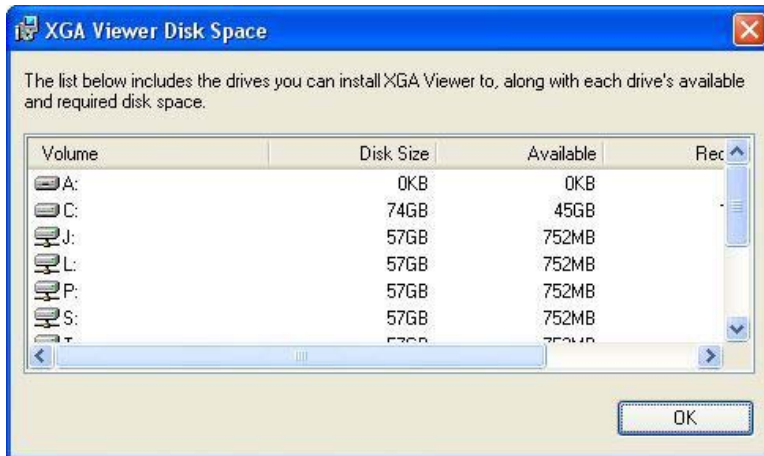 XGA Viewer Disk Space
The list below includes the drives you can install XGA Viewer to, along with each drive's available
and required disk space.
Volume Disk Size Available
A: 0KB 0KB
C: 74GB 45GB
J: 57GB 752MB
L: 57GB 752MB
P: 57GB 752MB
S: 57GB 752MB
OK